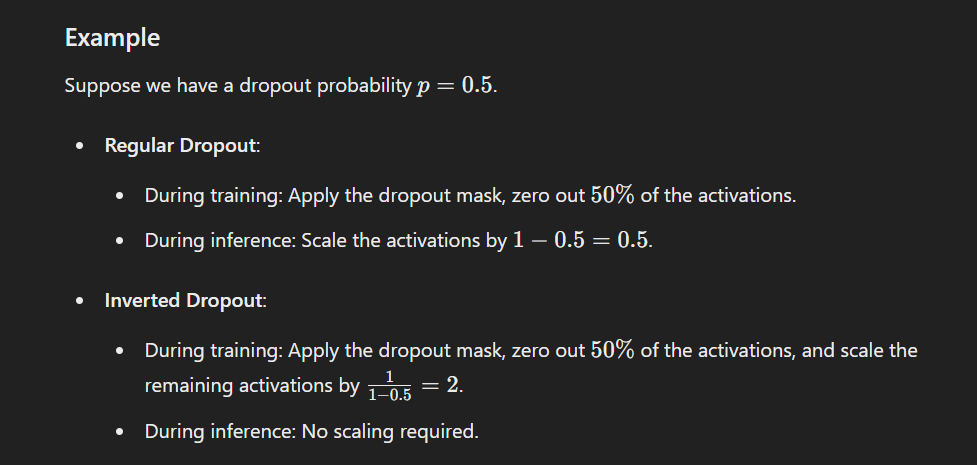 Example
Suppose we have a dropout probability p = 0.5.
• Regular Dropout:
• During training: Apply the dropout mask, zero out 50% of the activations.
• During inference: Scale the activations by 1 − 0.5 = 0.5.
• Inverted Dropout:
• During training: Apply the dropout mask, zero out 50% of the activations, and scale the
remaining activations by 1/(1−0.5) = 2.
• During inference: No scaling required.